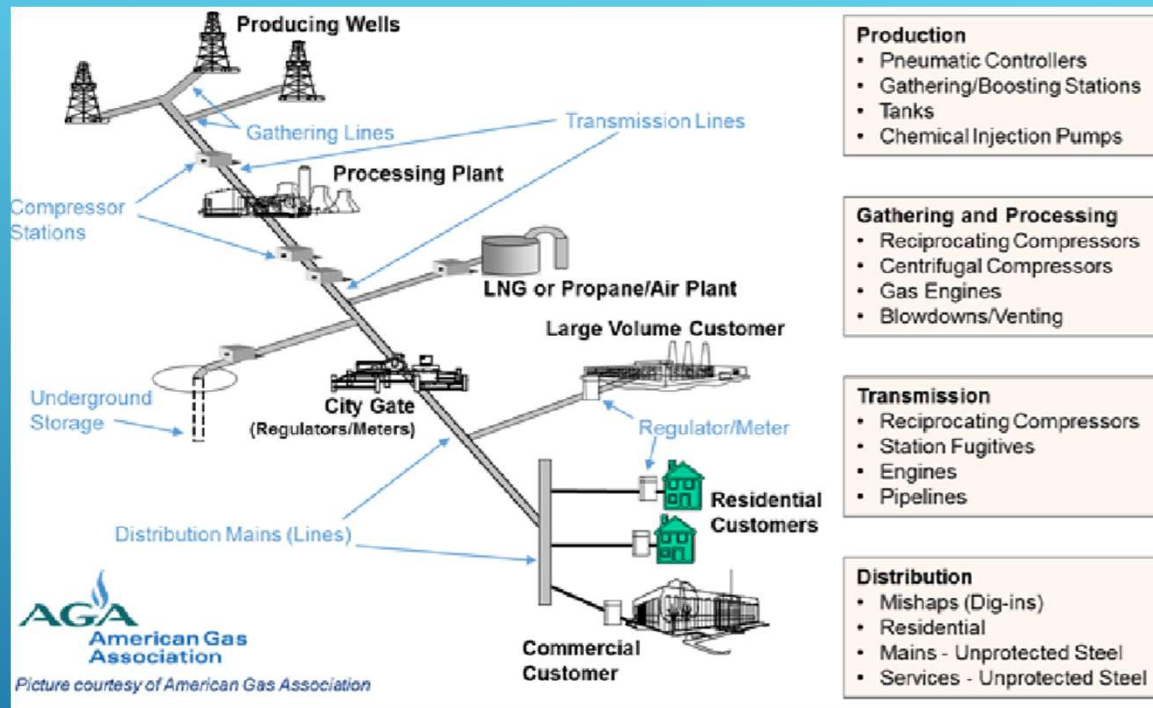 Producing Wells
Gathering Lines
Transmission Lines
Processing Plant
Compressor
Stations
LNG or Propane/Air Plant
Large Volume Customer
Underground
Storage
City Gate
(Regulators/Meters)
Regulator/Meter
Residential
Customers
Distribution Mains (Lines)
Commercial
Customer
AGA
American Gas
Association
Picture courtesy of American Gas Association
Production
• Pneumatic Controllers
• Gathering/Boosting Stations
• Tanks
• Chemical Injection Pumps
Gathering and Processing
• Reciprocating Compressors
• Centrifugal Compressors
• Gas Engines
• Blowdowns/Venting
Transmission
• Reciprocating Compressors
• Station Fugitives
• Engines
• Pipelines
Distribution
• Mishaps (Dig-ins)
• Residential
• Mains - Unprotected Steel
• Services - Unprotected Steel